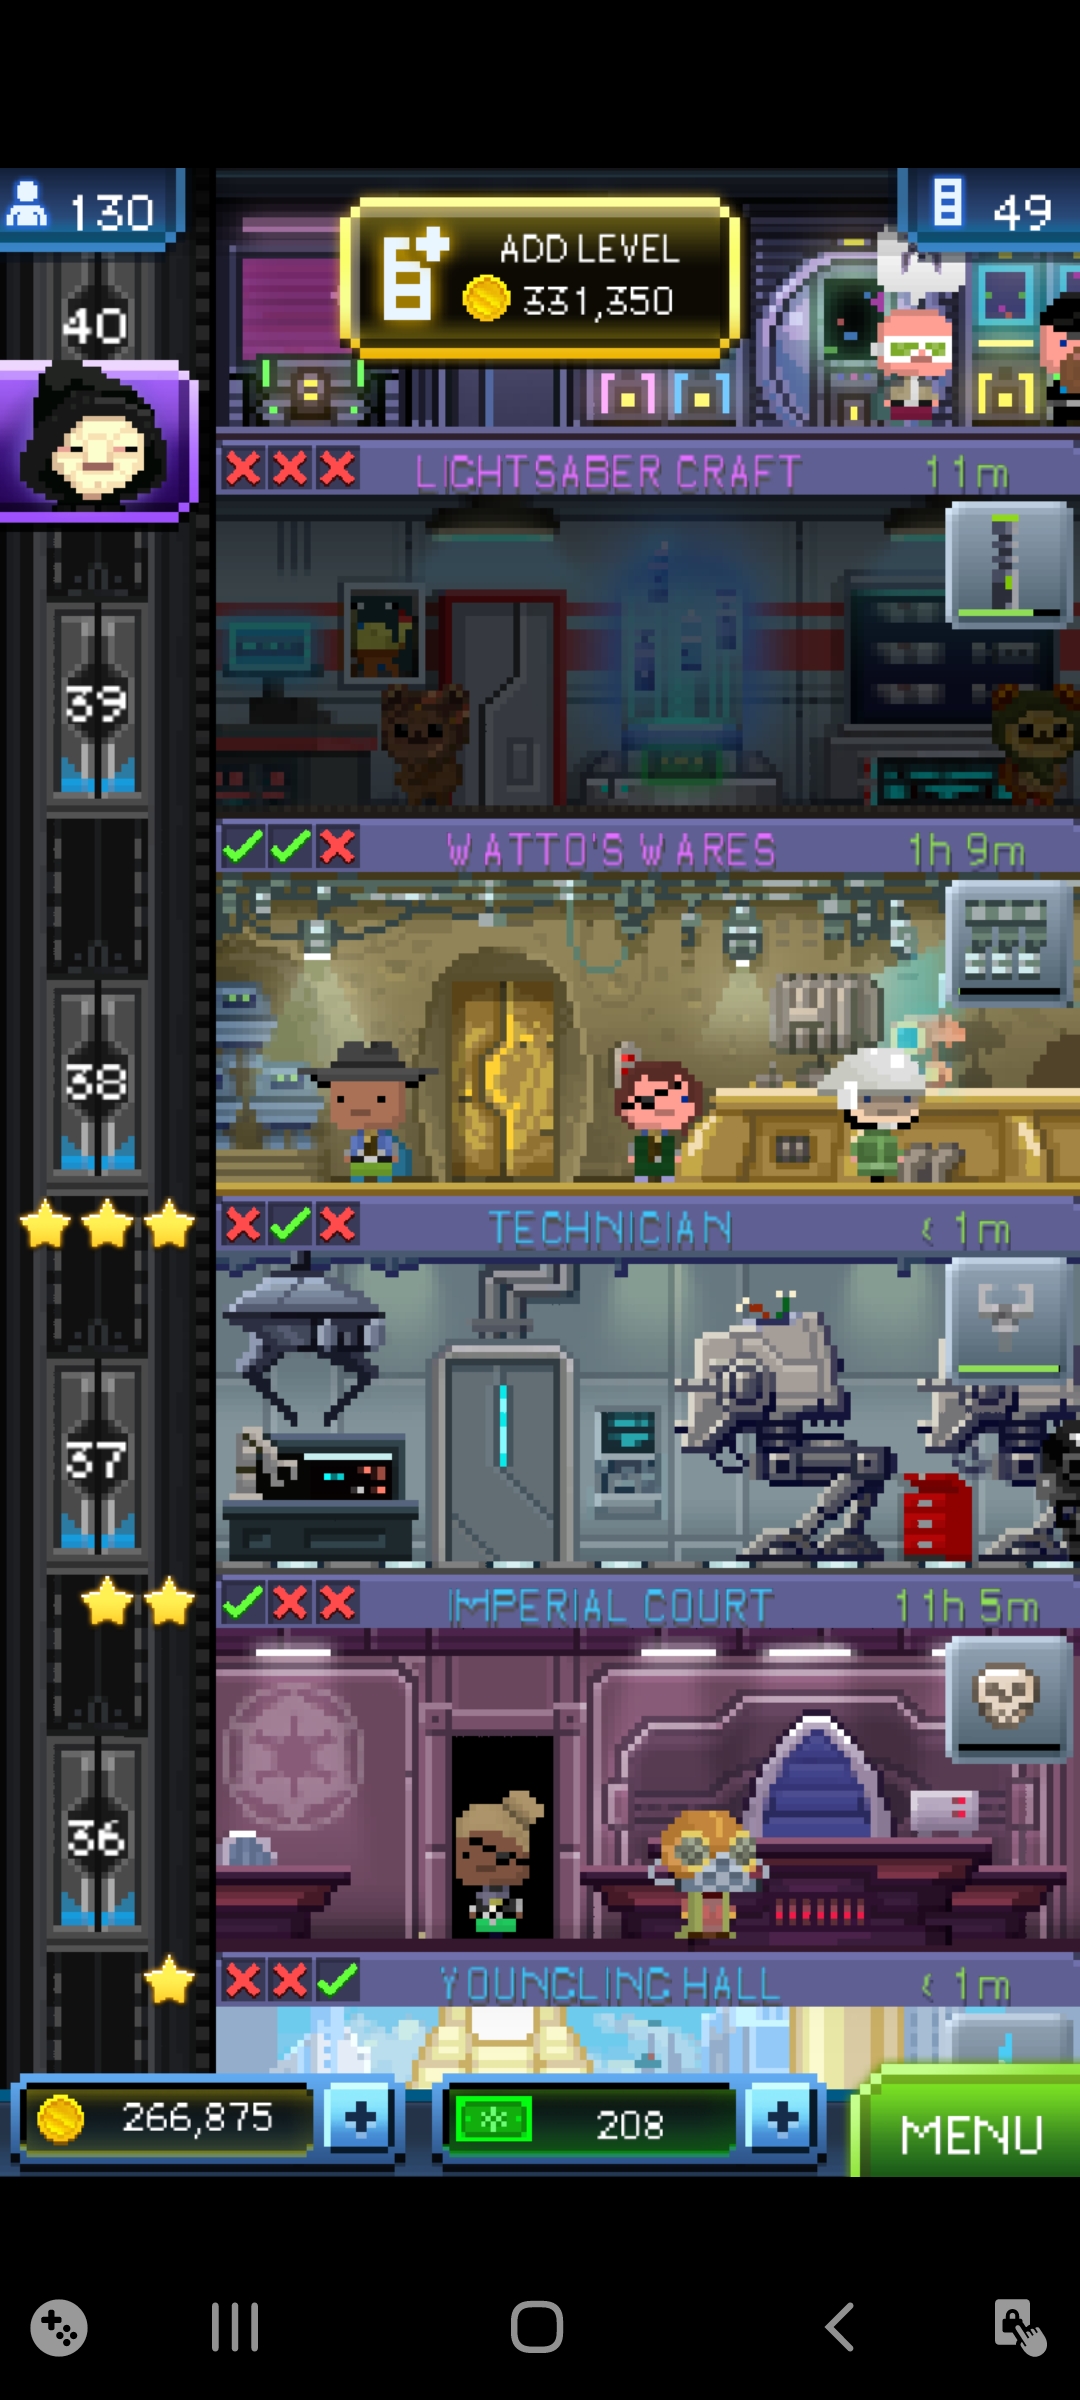 130
ADD LEVEL
331,350
49
40
LIGHTSABER CRAFT
11m
39
WATTO'S WARES
1h 9m
38
TECHNICIAN
< 1m
37
IMPERIAL COURT
11h 5m
36
YOUNGLING HALL
< 1m
266,875
+
208
+
MENU